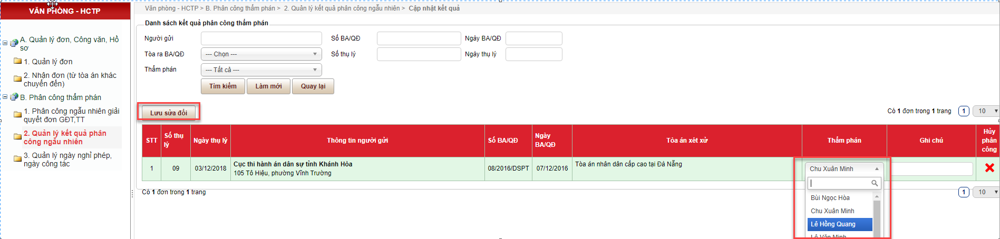 VĂN PHÒNG - HCTP
A. Quản lý đơn, Công văn, Hồ
sơ
1. Quản lý đơn
2. Nhận đơn (từ tòa án khác
chuyển đến)
B. Phân công thẩm phán
1. Phân công ngẫu nhiên giải
quyết đơn GĐT,TT
2. Quản lý kết quả phân
công ngẫu nhiên
3. Quản lý ngày nghỉ phép,
ngày công tác
Văn phòng - HCTP > B. Phân công thẩm phán > 2. Quản lý kết quả phân công ngẫu nhiên > Cập nhật kết quả
Danh sách kết quả phân công thẩm phán
Người gửi Số BA/QĐ Ngày BA/QĐ
Tòa ra BA/QĐ --- Chọn --- Số thụ lý Ngày thụ lý
Thẩm phán --- Tất cả ---
Tìm kiếm Làm mới Quay lại
Lưu sửa đổi Có 1 đơn trong 1 trang 1 10
STT Số thụ lý Ngày thụ lý Thông tin người gửi Số BA/QĐ Ngày BA/QĐ Tòa án xét xử Thẩm phán Ghi chú Hủy phân công
1 09 03/12/2018 Cục thi hành án dân sự tỉnh Khánh Hòa 08/2016/DSPT 07/12/2016 Tòa án nhân dân cấp cao tại Đà Nẵng Chu Xuân Minh
105 Tô Hiệu, phường Vĩnh Trường
Có 1 đơn trong 1 trang 1 10
Bùi Ngọc Hòa
Chu Xuân Minh
Lê Hồng Quang
Lê Văn Minh